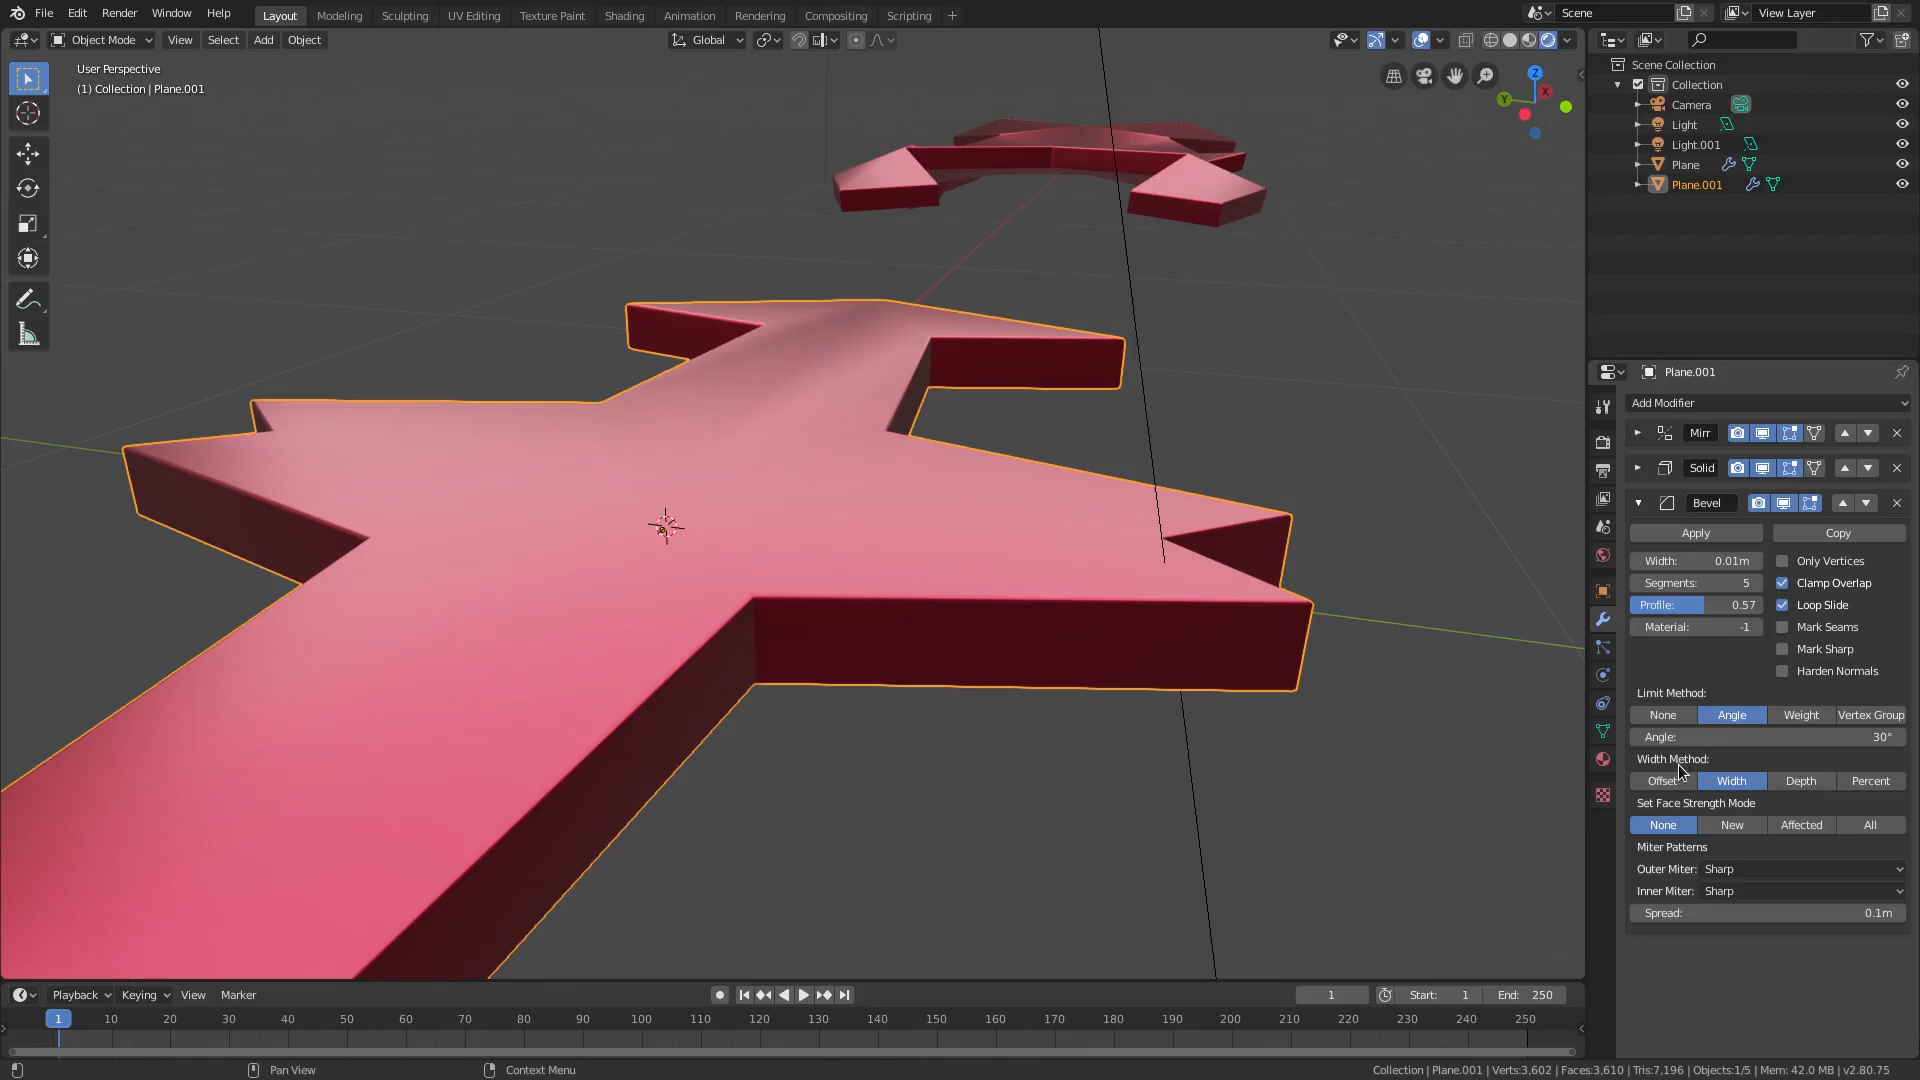 File Edit Render Window Help Layout Modeling Sculpting UV Editing Texture Paint Shading Animation Rendering Compositing Scripting + Scene View Layer
Object Mode View Select Add Object Global
User Perspective
(1) Collection | Plane.001
Z
X
Y
Scene Collection
Collection
Camera
Light
Light.001
Plane
Plane.001
Plane.001
Add Modifier
Mirr
Solid
Bevel
Apply Copy
Width: 0.01m Only Vertices
Segments: 5 Clamp Overlap
Profile: 0.57 Loop Slide
Material: -1 Mark Seams
Mark Sharp
Harden Normals
Limit Method:
None Angle Weight Vertex Group
Angle: 30°
Width Method:
Offset Width Depth Percent
Set Face Strength Mode
None New Affected All
Miter Patterns
Outer Miter: Sharp
Inner Miter: Sharp
Spread: 0.1m
Playback Keying View Marker 1 Start: 1 End: 250
1 10 20 30 40 50 60 70 80 90 100 110 120 130 140 150 160 170 180 190 200 210 220 230 240 250
Pan View Context Menu Collection | Plane.001 | Verts:3,602 | Faces:3,610 | Tris:7,196 | Objects:1/5 | Mem: 42.0 MB | v2.80.75